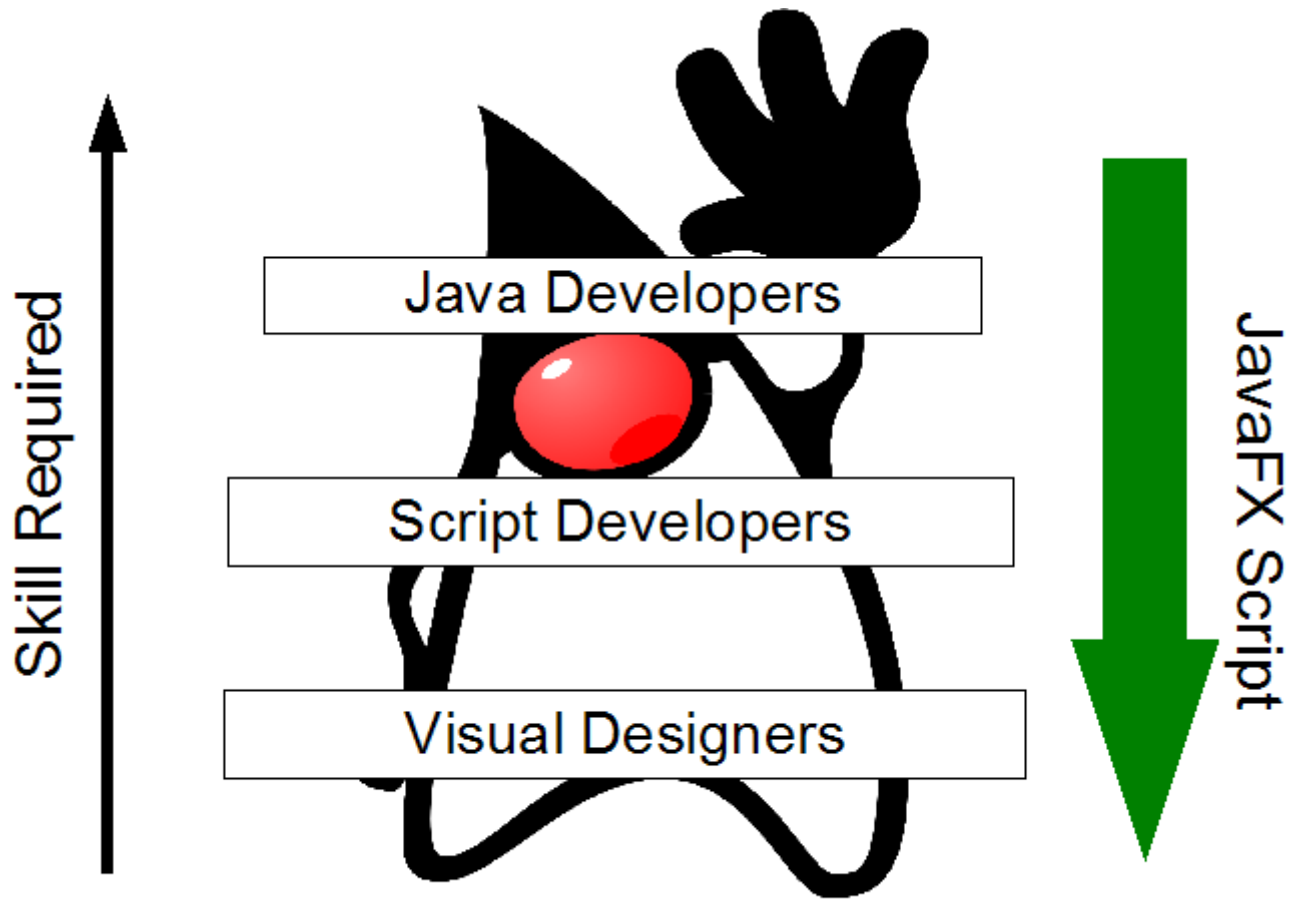 Skill Required
Java Developers
Script Developers
Visual Designers
JavaFX Script